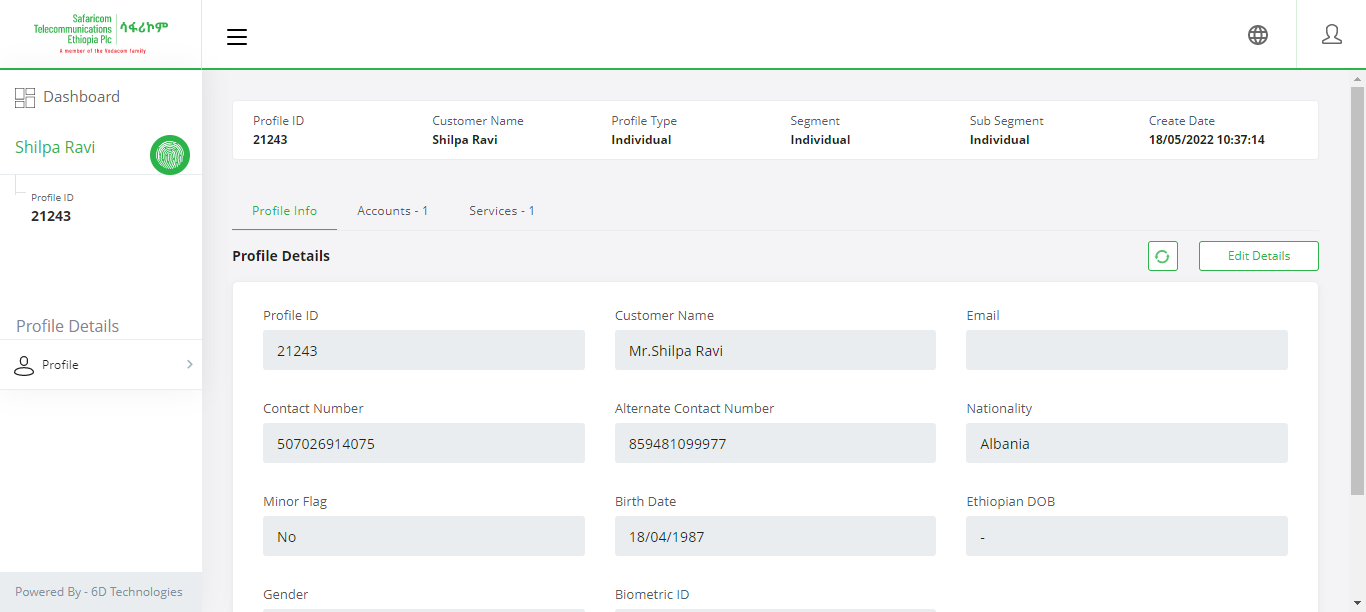 Safaricom
Telecommunications
Ethiopia Plc
ሳፋሪኮም
A member of the Vodacom family
Dashboard
Shilpa Ravi
Profile ID
21243
Profile Details
Profile
Powered By - 6D Technologies
Profile ID Customer Name Profile Type Segment Sub Segment Create Date
21243 Shilpa Ravi Individual Individual Individual 18/05/2022 10:37:14
Profile Info Accounts - 1 Services - 1
Profile Details Edit Details
Profile ID Customer Name Email
21243 Mr.Shilpa Ravi
Contact Number Alternate Contact Number Nationality
507026914075 859481099977 Albania
Minor Flag Birth Date Ethiopian DOB
No 18/04/1987 -
Gender Biometric ID